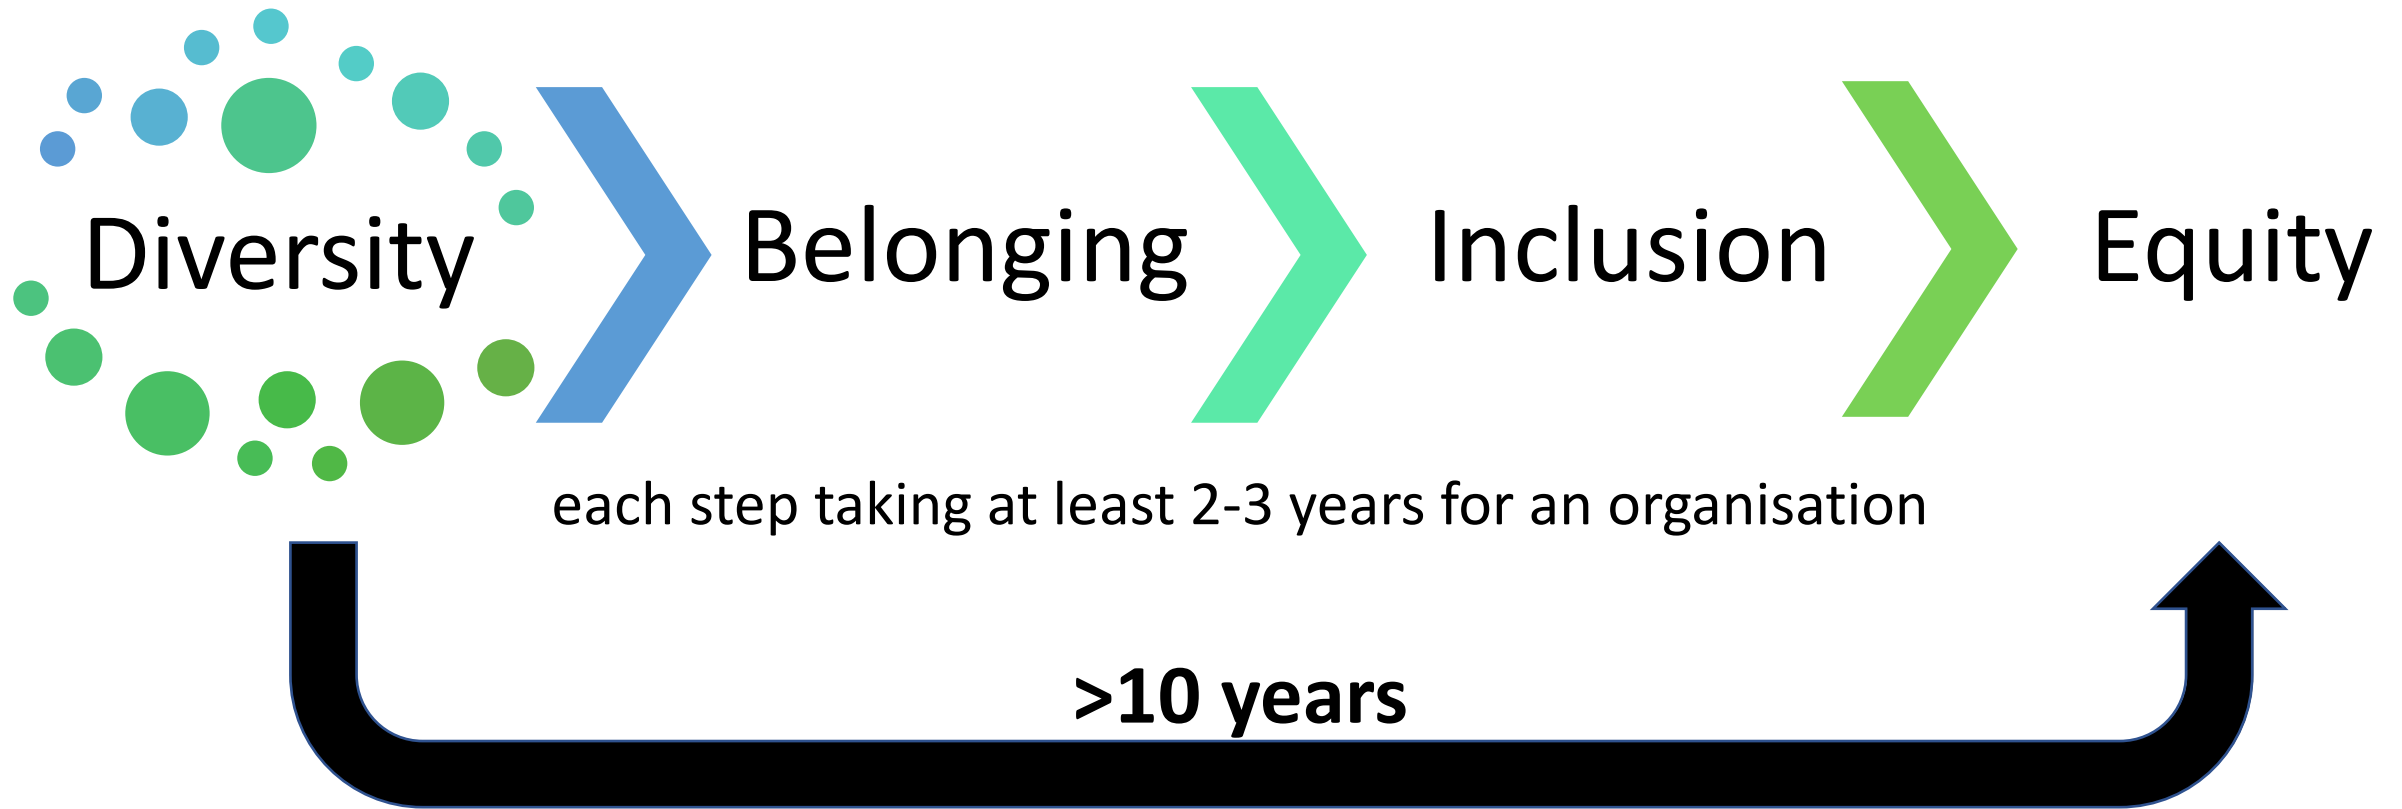 Diversity
Belonging
Inclusion
Equity
each step taking at least 2-3 years for an organisation
>10 years